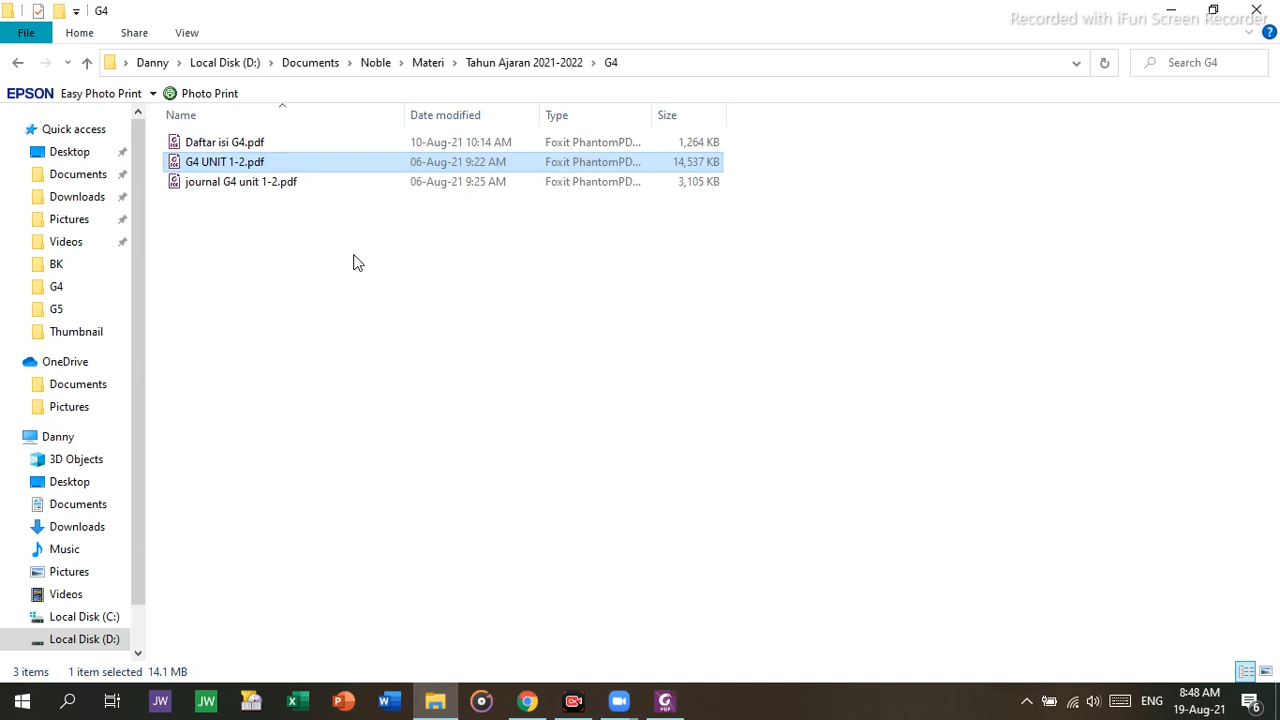 G4
Recorded with iFun Screen Recorder
File Home Share View
Danny Local Disk (D:) Documents Noble Materi Tahun Ajaran 2021-2022 G4
Search G4
EPSON Easy Photo Print Photo Print
Name Date modified Type Size
Daftar isi G4.pdf 10-Aug-21 10:14 AM Foxit PhantomPD... 1,264 KB
G4 UNIT 1-2.pdf 06-Aug-21 9:22 AM Foxit PhantomPD... 14,537 KB
journal G4 unit 1-2.pdf 06-Aug-21 9:25 AM Foxit PhantomPD... 3,105 KB
Quick access
Desktop
Documents
Downloads
Pictures
Videos
BK
G4
G5
Thumbnail
OneDrive
Documents
Pictures
Danny
3D Objects
Desktop
Documents
Downloads
Music
Pictures
Videos
Local Disk (C:)
Local Disk (D:)
3 items 1 item selected 14.1 MB
JW JW
ENG
8:48 AM
19-Aug-21
6